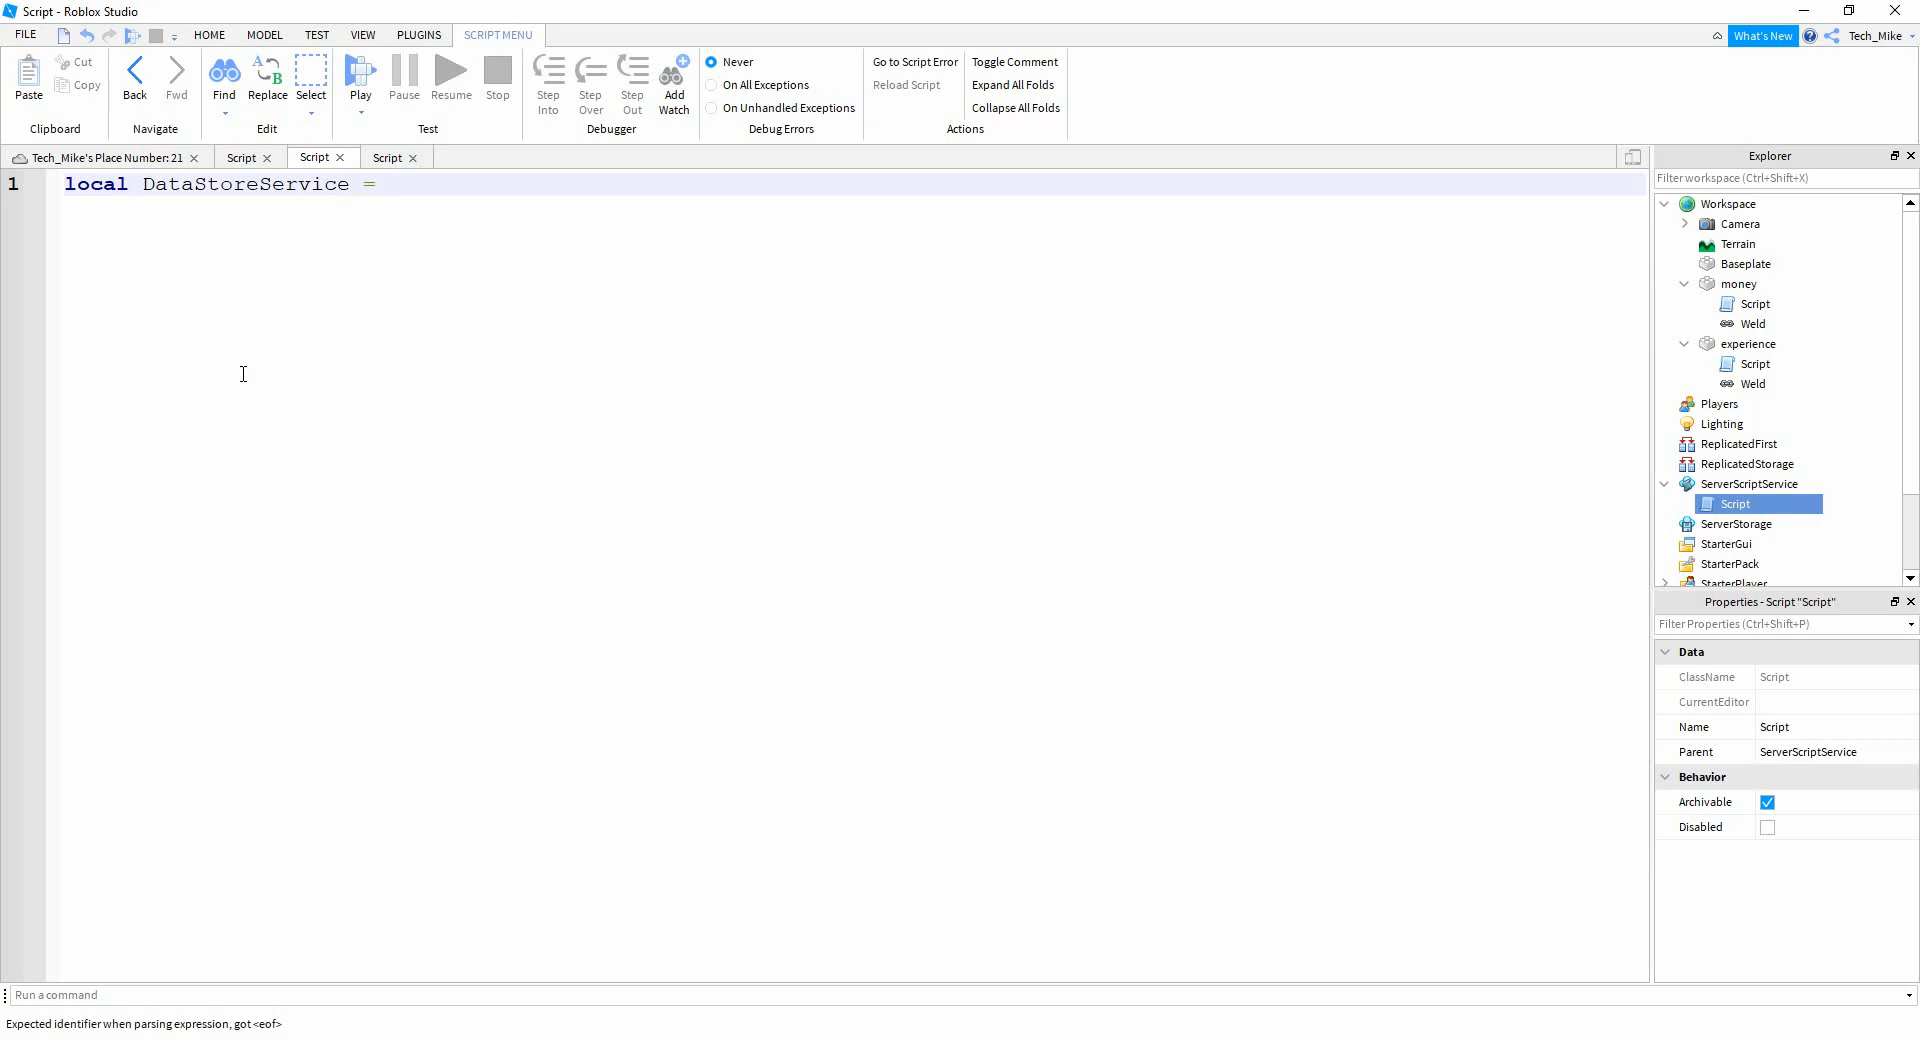 Script - Roblox Studio
FILE HOME MODEL TEST VIEW PLUGINS SCRIPT MENU What's New Tech_Mike
Paste Cut Copy
Clipboard
Back Fwd
Navigate
Find Replace Select
Edit
Play Pause Resume Stop
Test
Step Into Step Over Step Out Add Watch
Debugger
Never
On All Exceptions
On Unhandled Exceptions
Debug Errors
Go to Script Error Toggle Comment
Reload Script Expand All Folds
Collapse All Folds
Actions
Tech_Mike's Place Number: 21 Script Script Script
1 local DataStoreService =
Explorer
Filter workspace (Ctrl+Shift+X)
Workspace
Camera
Terrain
Baseplate
money
Script
Weld
experience
Script
Weld
Players
Lighting
ReplicatedFirst
ReplicatedStorage
ServerScriptService
Script
ServerStorage
StarterGui
StarterPack
StarterPlayer
Properties - Script "Script"
Filter Properties (Ctrl+Shift+P)
Data
ClassName Script
CurrentEditor
Name Script
Parent ServerScriptService
Behavior
Archivable
Disabled
Run a command
Expected identifier when parsing expression, got <eof>